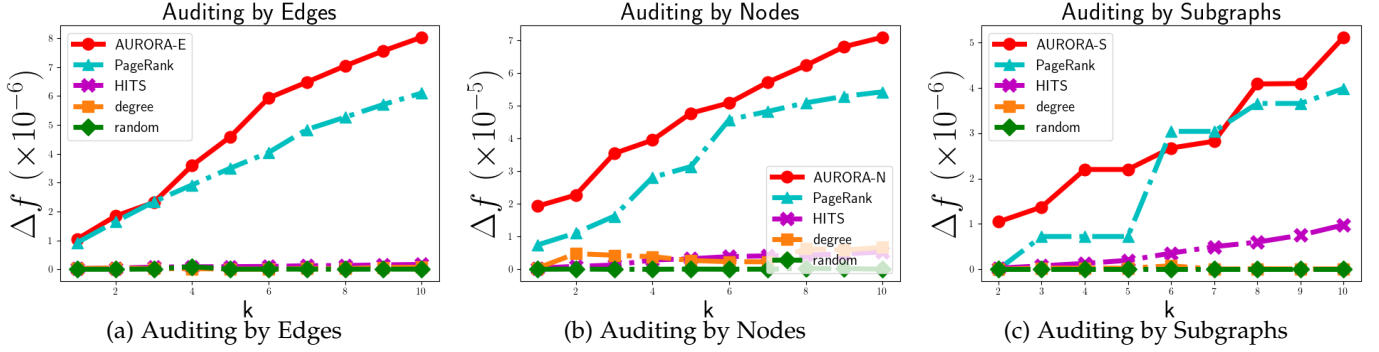 Auditing by Edges
Δf (×10⁻⁶)
8
7
6
5
4
3
2
1
0
AURORA-E
PageRank
HITS
degree
random
2 4 6 8 10
k
(a) Auditing by Edges
Auditing by Nodes
Δf (×10⁻⁵)
7
6
5
4
3
2
1
0
AURORA-N
PageRank
HITS
degree
random
2 4 6 8 10
k
(b) Auditing by Nodes
Auditing by Subgraphs
Δf (×10⁻⁶)
5
4
3
2
1
0
AURORA-S
PageRank
HITS
degree
random
2 3 4 5 6 7 8 9 10
k
(c) Auditing by Subgraphs